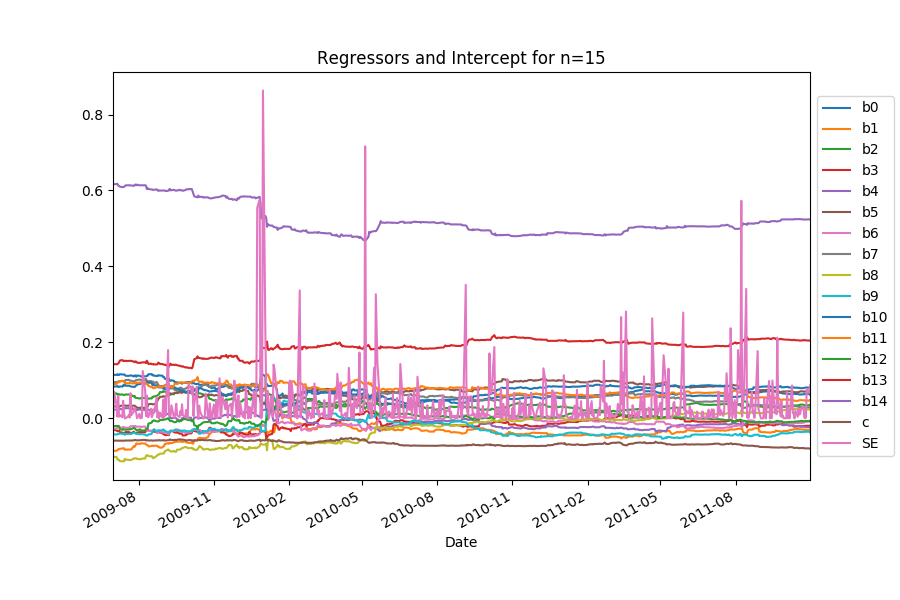 Regressors and Intercept for n=15
0.8
0.6
0.4
0.2
0.0
2009-08
2009-11
2010-02
2010-05
2010-08
2010-11
2011-02
2011-05
2011-08
Date
b0
b1
b2
b3
b4
b5
b6
b7
b8
b9
b10
b11
b12
b13
b14
c
SE